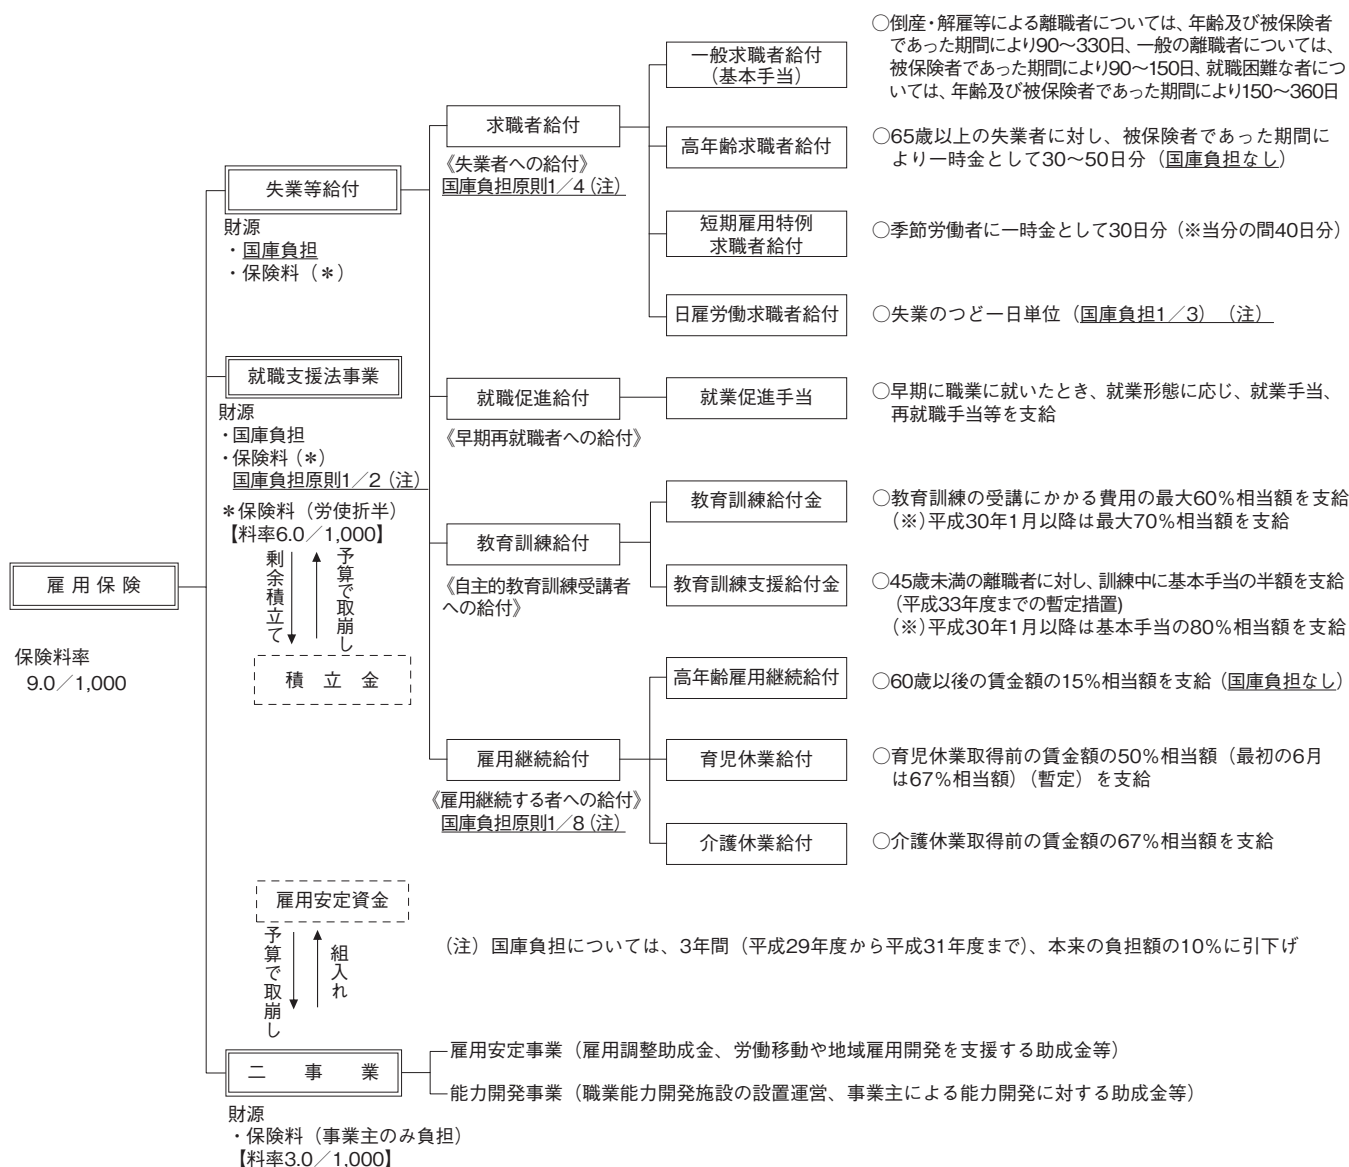 雇用保険
保険料率
9.0／1,000
失業等給付
財源
・国庫負担
・保険料（＊）
就職支援法事業
財源
・国庫負担
・保険料（＊）
国庫負担原則1／2（注）
＊保険料（労使折半）
【料率6.0／1,000】
剰余積立て
予算で取崩し
積立金
雇用安定資金
予算で取崩し
組入れ
二事業
財源
・保険料（事業主のみ負担）
【料率3.0／1,000】
求職者給付
《失業者への給付》
国庫負担原則1／4（注）
一般求職者給付
（基本手当）
○倒産・解雇等による離職者については、年齢及び被保険者
であった期間により90～330日、一般の離職者については、
被保険者であった期間により90～150日、就職困難な者につ
いては、年齢及び被保険者であった期間により150～360日
高年齢求職者給付
○65歳以上の失業者に対し、被保険者であった期間に
より一時金として30～50日分（国庫負担なし）
短期雇用特例
求職者給付
○季節労働者に一時金として30日分（※当分の間40日分）
日雇労働求職者給付
○失業のつど一日単位（国庫負担1／3）（注）
就職促進給付
《早期再就職者への給付》
就業促進手当
○早期に職業に就いたとき、就業形態に応じ、就業手当、
再就職手当等を支給
教育訓練給付
《自主的教育訓練受講者
への給付》
教育訓練給付金
○教育訓練の受講にかかる費用の最大60%相当額を支給
（※）平成30年1月以降は最大70%相当額を支給
教育訓練支援給付金
○45歳未満の離職者に対し、訓練中に基本手当の半額を支給
（平成33年度までの暫定措置)
（※）平成30年1月以降は基本手当の80%相当額を支給
雇用継続給付
《雇用継続する者への給付》
国庫負担原則1／8（注）
高年齢雇用継続給付
○60歳以後の賃金額の15%相当額を支給（国庫負担なし）
育児休業給付
○育児休業取得前の賃金額の50%相当額（最初の6月
は67%相当額）（暫定）を支給
介護休業給付
○介護休業取得前の賃金額の67%相当額を支給
（注）国庫負担については、3年間（平成29年度から平成31年度まで）、本来の負担額の10%に引下げ
雇用安定事業（雇用調整助成金、労働移動や地域雇用開発を支援する助成金等）
能力開発事業（職業能力開発施設の設置運営、事業主による能力開発に対する助成金等）